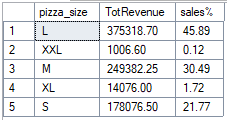 pizza_size TotRevenue sales%
1 L 375318.70 45.89
2 XXL 1006.60 0.12
3 M 249382.25 30.49
4 XL 14076.00 1.72
5 S 178076.50 21.77